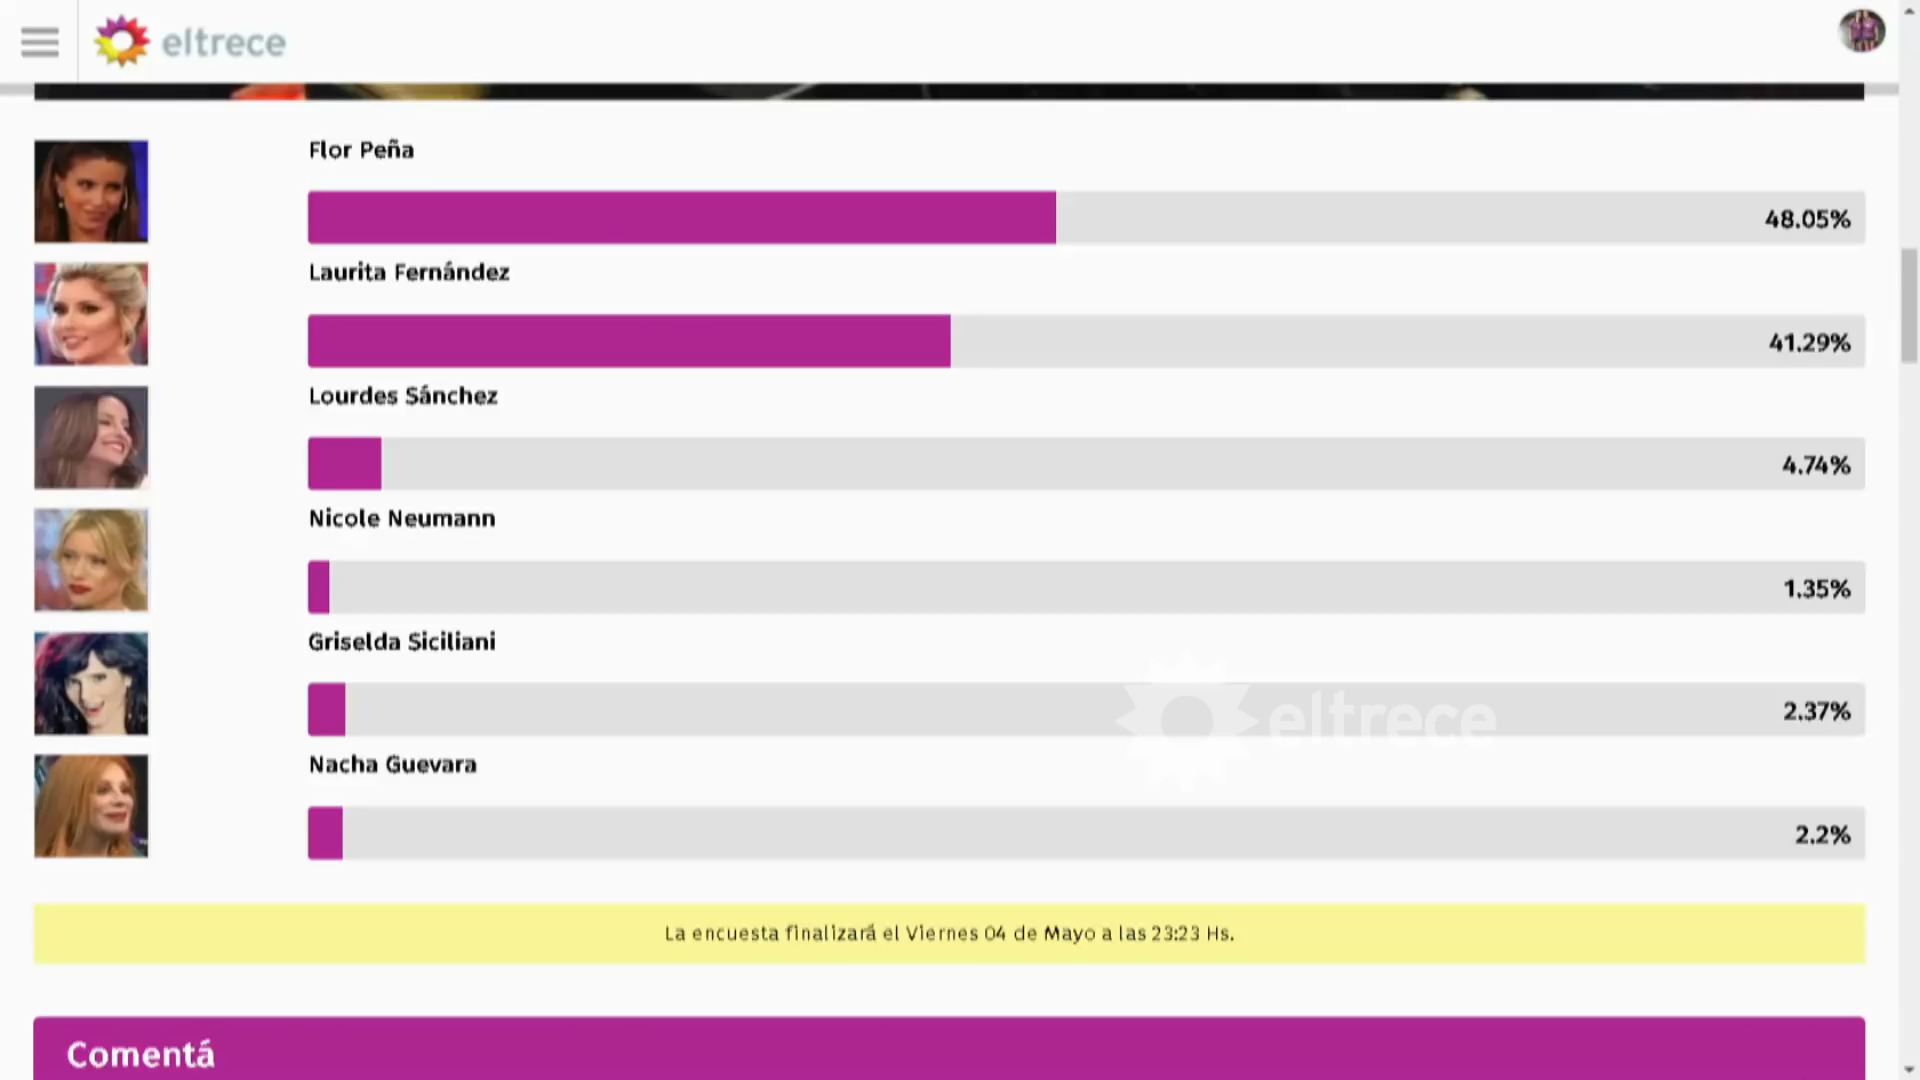 eltrece
Flor Peña
48.05%
Laurita Fernández
41.29%
Lourdes Sánchez
4.74%
Nicole Neumann
1.35%
Griselda Siciliani
2.37%
eltrece
Nacha Guevara
2.2%
La encuesta finalizará el Viernes 04 de Mayo a las 23:23 Hs.
Comentá